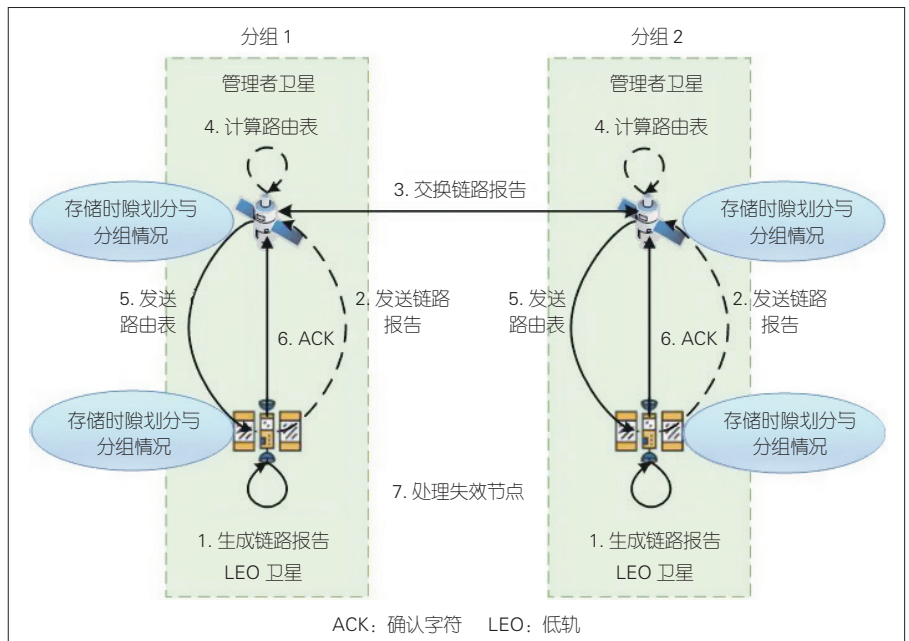 分组 1
分组 2
管理者卫星
管理者卫星
4. 计算路由表
4. 计算路由表
3. 交换链路报告
存储时隙划分与
分组情况
存储时隙划分与
分组情况
5. 发送
路由表
2. 发送链路
报告
5. 发送
路由表
2. 发送链路
报告
6. ACK
6. ACK
存储时隙划分与
分组情况
存储时隙划分与
分组情况
7. 处理失效节点
1. 生成链路报告
LEO 卫星
1. 生成链路报告
LEO 卫星
ACK：确认字符 LEO：低轨